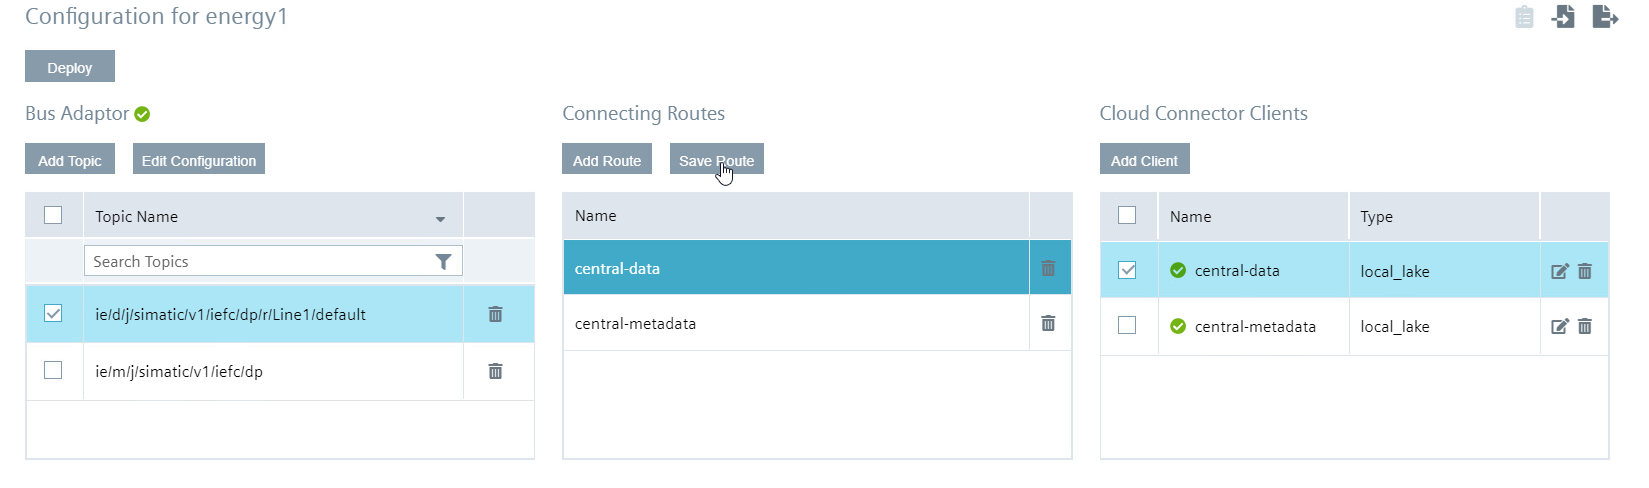 Configuration for energy1
Deploy
Bus Adaptor
Add Topic Edit Configuration
Topic Name
Search Topics
ie/d/j/simatic/v1/iefc/dp/r/Line1/default
ie/m/j/simatic/v1/iefc/dp
Connecting Routes
Add Route Save Route
Name
central-data
central-metadata
Cloud Connector Clients
Add Client
Name Type
central-data local_lake
central-metadata local_lake